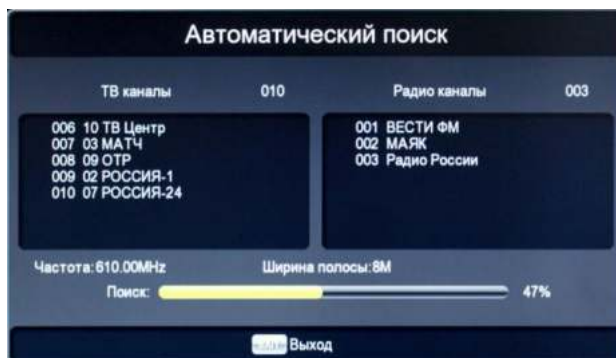 Автоматический поиск
ТВ каналы 010 Радио каналы 003
006 10 ТВ Центр
007 03 МАТЧ
008 09 ОТР
009 02 РОССИЯ-1
010 07 РОССИЯ-24
001 ВЕСТИ ФМ
002 МАЯК
003 Радио России
Частота:610.00MHz Ширина полосы:8M
Поиск: 47%
Выход